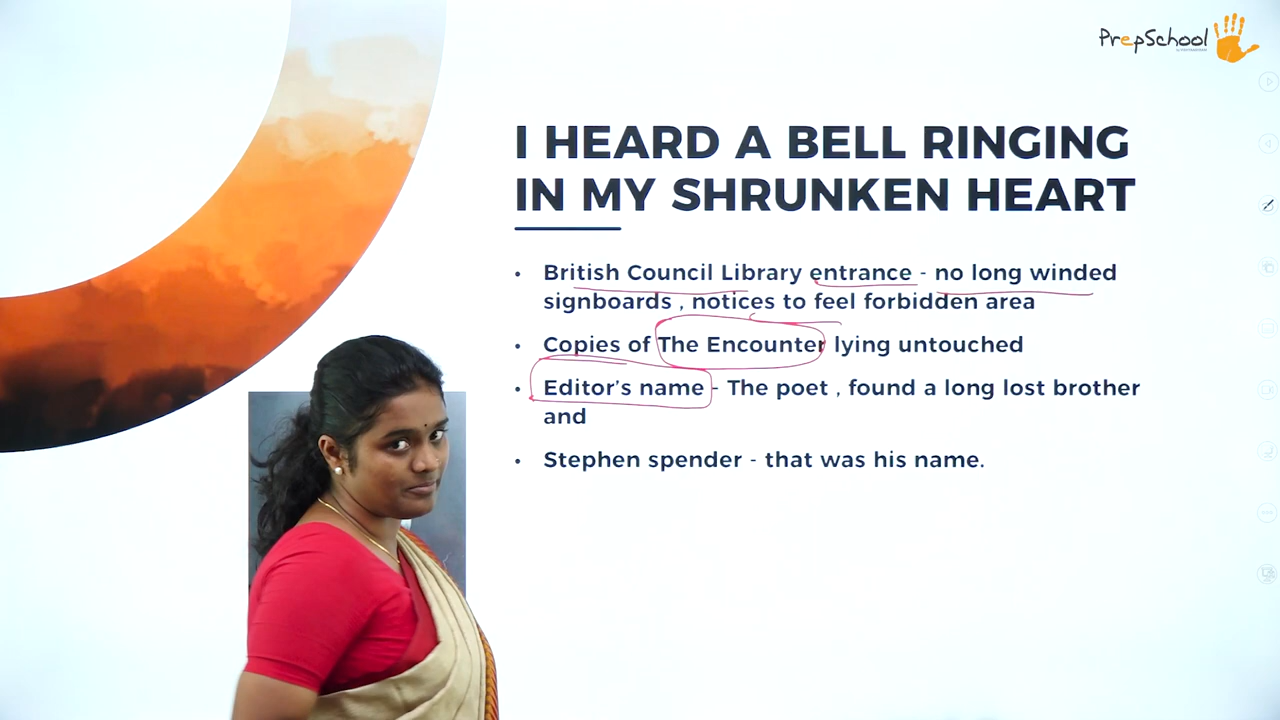 PrepSchool
I HEARD A BELL RINGING
IN MY SHRUNKEN HEART
• British Council Library entrance - no long winded
signboards , notices to feel forbidden area
• Copies of The Encounter lying untouched
• Editor's name - The poet , found a long lost brother
and
• Stephen spender - that was his name.